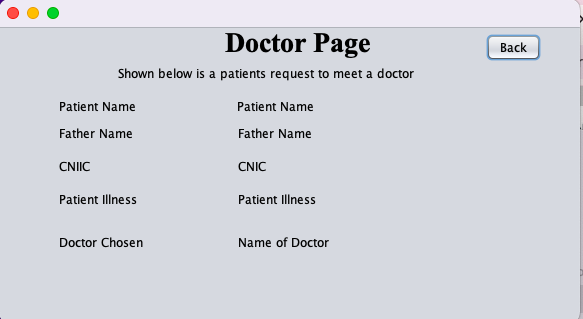 Doctor Page
Back
Shown below is a patients request to meet a doctor
Patient Name Patient Name
Father Name Father Name
CNIIC CNIC
Patient Illness Patient Illness
Doctor Chosen Name of Doctor